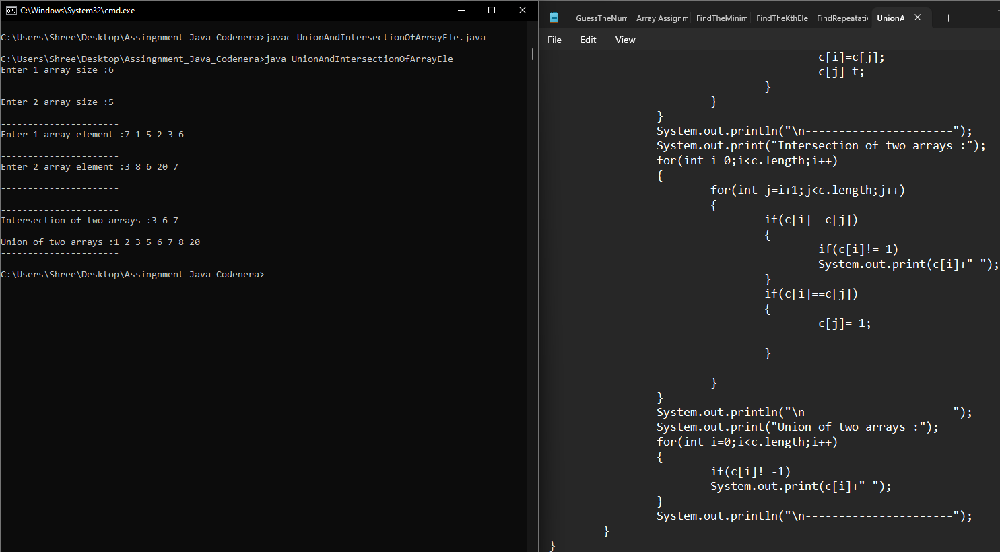 C:\Windows\System32\cmd.exe
C:\Users\Shree\Desktop\Assingnment_Java_Codenera>javac UnionAndIntersectionOfArrayEle.java
C:\Users\Shree\Desktop\Assingnment_Java_Codenera>java UnionAndIntersectionOfArrayEle
Enter 1 array size :6
----------------------
Enter 2 array size :5
----------------------
Enter 1 array element :7 1 5 2 3 6
----------------------
Enter 2 array element :3 8 6 20 7
----------------------
----------------------
Intersection of two arrays :3 6 7
----------------------
Union of two arrays :1 2 3 5 6 7 8 20
----------------------
C:\Users\Shree\Desktop\Assingnment_Java_Codenera>
GuessTheNum Array Assignm FindTheMinim FindTheKthEle FindRepeatati UnionA
File Edit View
c[i]=c[j];
c[j]=t;
}
}
}
System.out.println("\n----------------------");
System.out.print("Intersection of two arrays :");
for(int i=0;i<c.length;i++)
{
for(int j=i+1;j<c.length;j++)
{
if(c[i]==c[j])
{
if(c[i]!=-1)
System.out.print(c[i]+" ");
}
if(c[i]==c[j])
{
c[j]=-1;
}
}
}
System.out.println("\n----------------------");
System.out.print("Union of two arrays :");
for(int i=0;i<c.length;i++)
{
if(c[i]!=-1)
System.out.print(c[i]+" ");
}
System.out.println("\n----------------------");
}
}